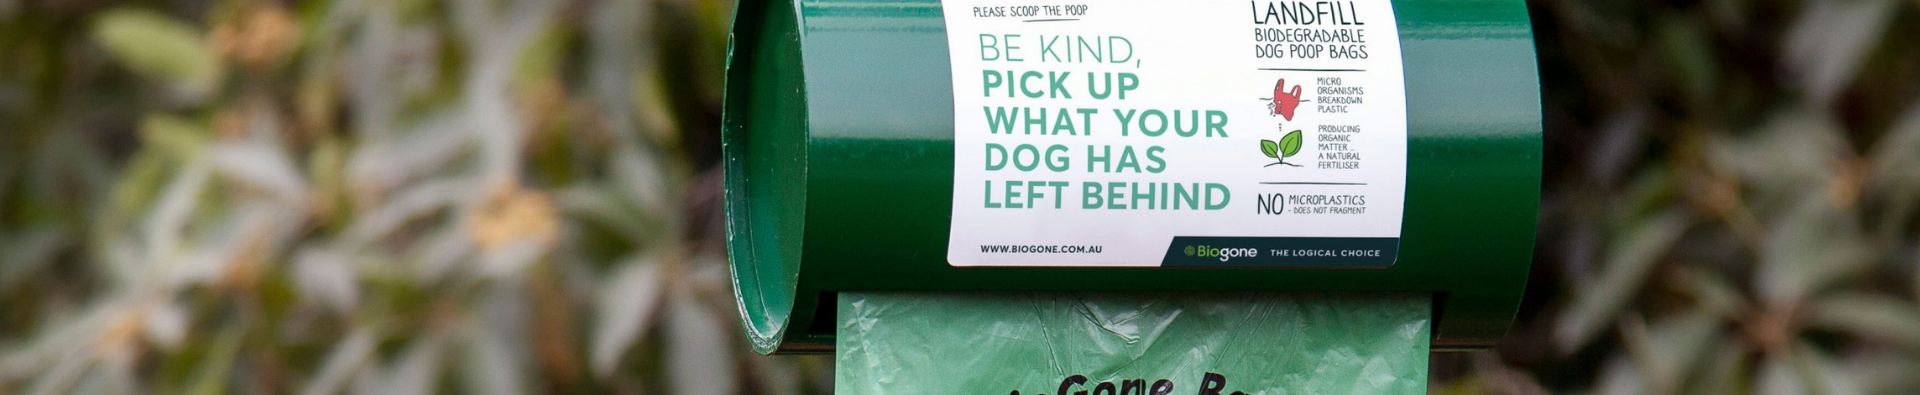 PLEASE SCOOP THE POOP
BE KIND,
PICK UP
WHAT YOUR
DOG HAS
LEFT BEHIND
WWW.BIOGONE.COM.AU
LANDFILL
BIODEGRADABLE
DOG POOP BAGS
MICRO
ORGANISMS
BREAKDOWN
PLASTIC
PRODUCING
ORGANIC
MATTER ...
A NATURAL
FERTILISER
NO MICROPLASTICS
- DOES NOT FRAGMENT
Biogone THE LOGICAL CHOICE
Gone